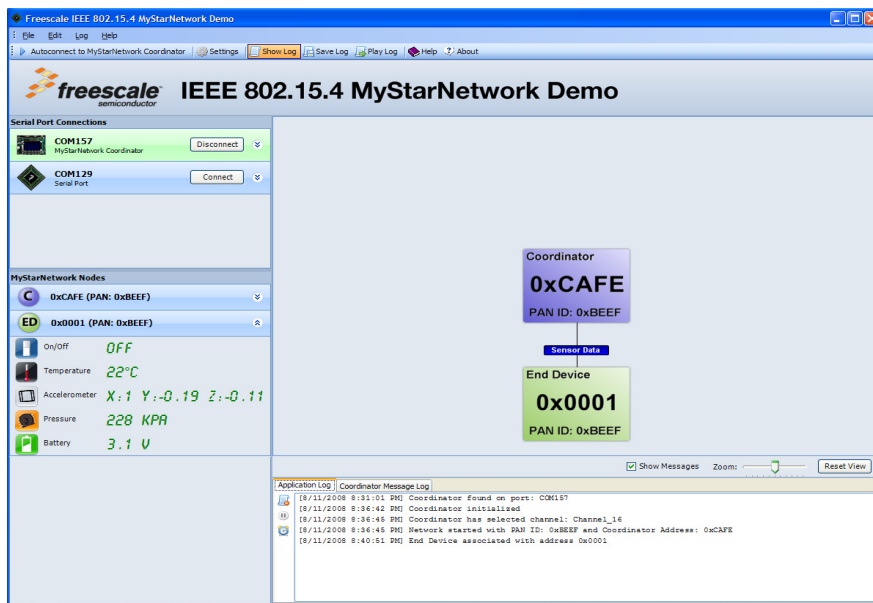 Freescale IEEE 802.15.4 MyStarNetwork Demo
File Edit Log Help
Autoconnect to MyStarNetwork Coordinator Settings Show Log Save Log Play Log Help About
freescale semiconductor IEEE 802.15.4 MyStarNetwork Demo
Serial Port Connections
COM157
MyStarNetwork Coordinator
Disconnect
COM129
Serial Port
Connect
MyStarNetwork Nodes
C 0xCAFE (PAN: 0xBEEF)
ED 0x0001 (PAN: 0xBEEF)
On/Off OFF
Temperature 22°C
Accelerometer X:1 Y:-0.19 Z:-0.11
Pressure 228 KPA
Battery 3.1 V
Coordinator
0xCAFE
PAN ID: 0xBEEF
Sensor Data
End Device
0x0001
PAN ID: 0xBEEF
Show Messages Zoom: Reset View
Application Log Coordinator Message Log
[8/11/2008 8:31:01 PM] Coordinator found on port: COM157
[8/11/2008 8:36:42 PM] Coordinator initialized
[8/11/2008 8:36:45 PM] Coordinator has selected channel: Channel_16
[8/11/2008 8:36:45 PM] Network started with PAN ID: 0xBEEF and Coordinator Address: 0xCAFE
[8/11/2008 8:40:51 PM] End Device associated with address 0x0001